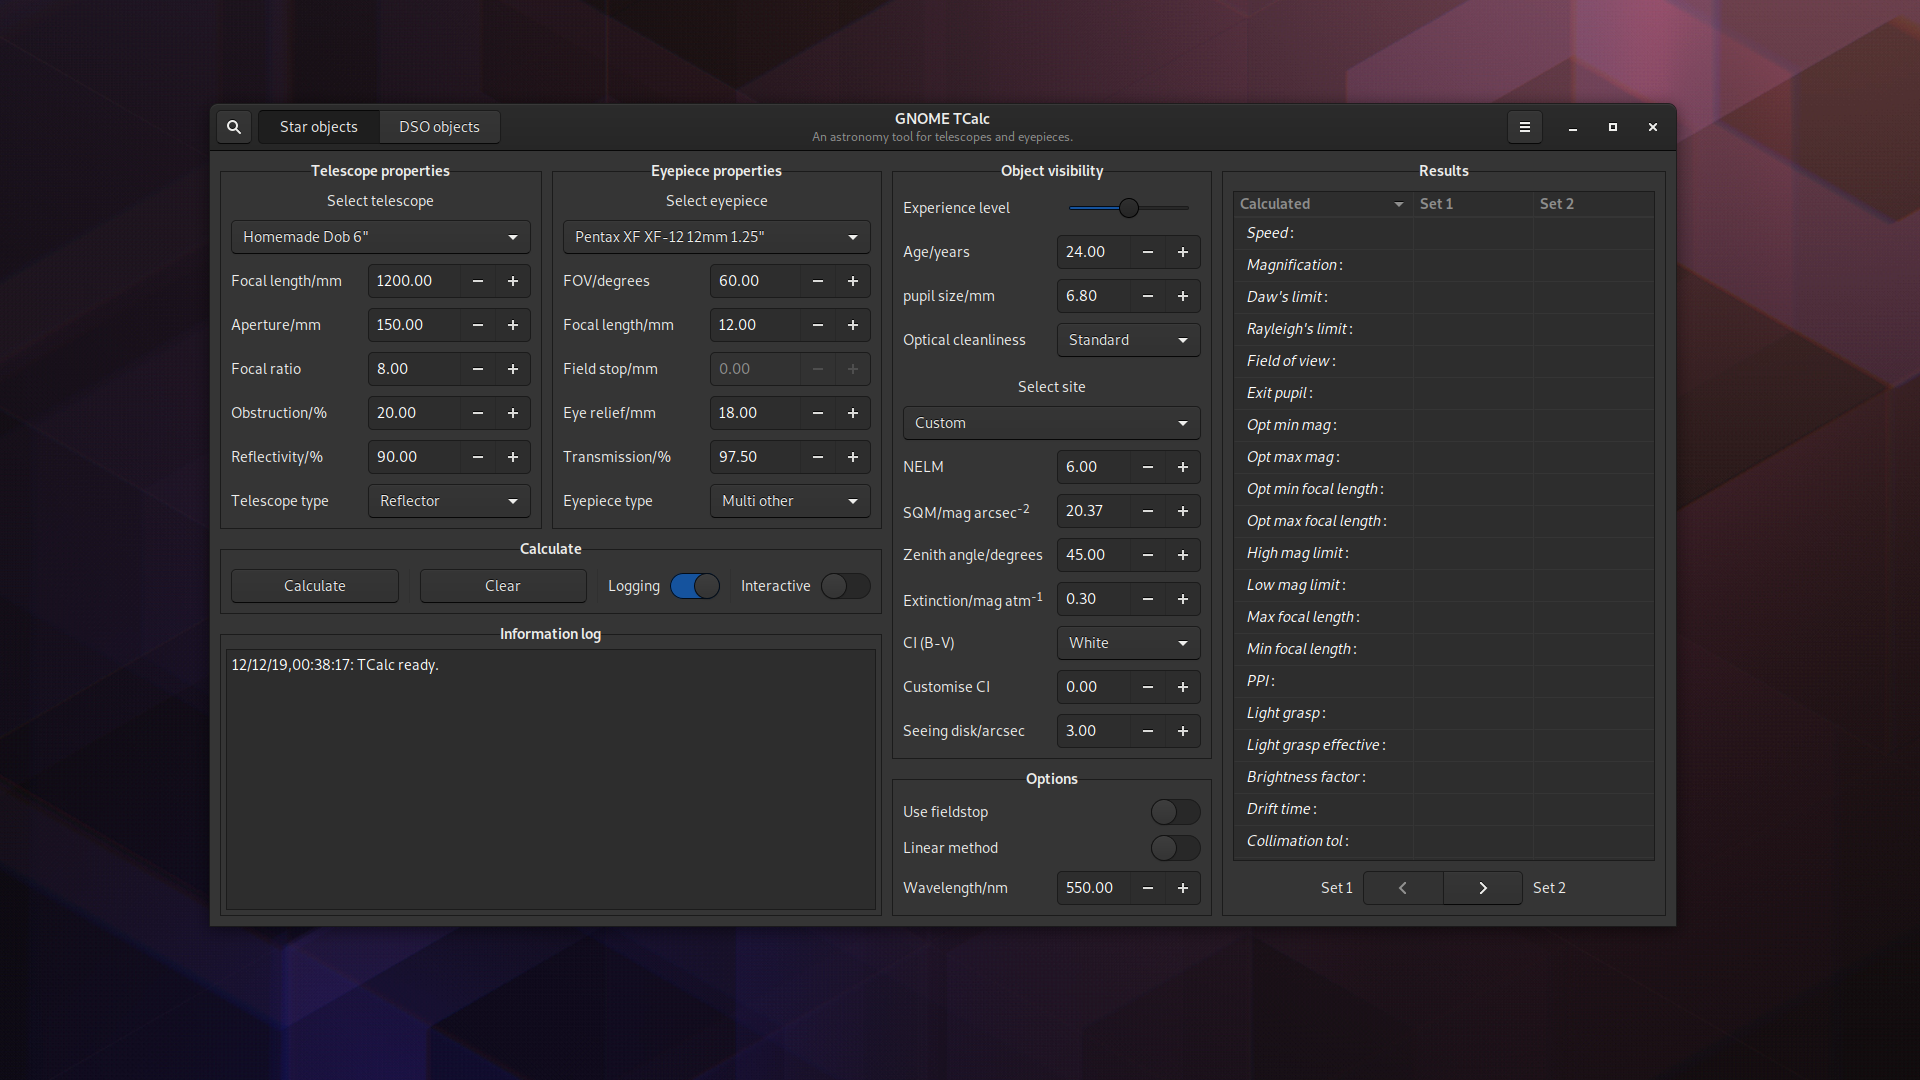 Star objects
DSO objects
GNOME TCalc
An astronomy tool for telescopes and eyepieces.
Telescope properties
Select telescope
Homemade Dob 6"
Focal length/mm 1200.00
Aperture/mm 150.00
Focal ratio 8.00
Obstruction/% 20.00
Reflectivity/% 90.00
Telescope type Reflector
Eyepiece properties
Select eyepiece
Pentax XF XF-12 12mm 1.25"
FOV/degrees 60.00
Focal length/mm 12.00
Field stop/mm 0.00
Eye relief/mm 18.00
Transmission/% 97.50
Eyepiece type Multi other
Calculate
Calculate Clear Logging Interactive
Information log
12/12/19,00:38:17: TCalc ready.
Object visibility
Experience level
Age/years 24.00
pupil size/mm 6.80
Optical cleanliness Standard
Select site
Custom
NELM 6.00
SQM/mag arcsec-2 20.37
Zenith angle/degrees 45.00
Extinction/mag atm-1 0.30
CI (B-V) White
Customise CI 0.00
Seeing disk/arcsec 3.00
Options
Use fieldstop
Linear method
Wavelength/nm 550.00
Results
Calculated Set 1 Set 2
Speed:
Magnification:
Daw's limit:
Rayleigh's limit:
Field of view:
Exit pupil:
Opt min mag:
Opt max mag:
Opt min focal length:
Opt max focal length:
High mag limit:
Low mag limit:
Max focal length:
Min focal length:
PPI:
Light grasp:
Light grasp effective:
Brightness factor:
Drift time:
Collimation tol:
Set 1 Set 2